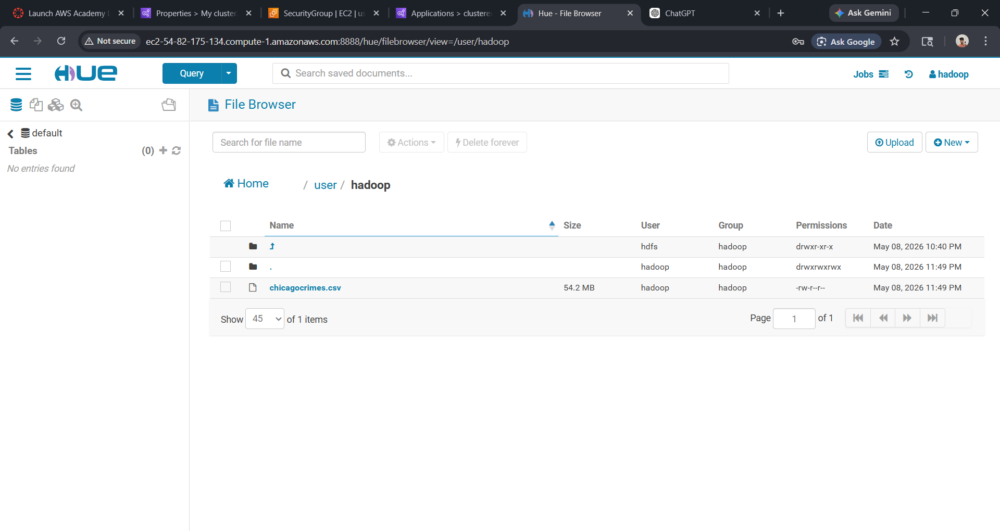 Launch AWS Academy L
Properties > My cluster.
SecurityGroup | EC2 | us
Applications > clustere
Hue - File Browser
ChatGPT
Ask Gemini
Not secure
ec2-54-82-175-134.compute-1.amazonaws.com:8888/hue/filebrowser/view=/user/hadoop
Ask Google
HUE
Query
Search saved documents...
Jobs
hadoop
File Browser
default
Tables (0)
No entries found
Search for file name
Actions
Delete forever
Upload
New
Home / user / hadoop
Name Size User Group Permissions Date
hdfs hadoop drwxr-xr-x May 08, 2026 10:40 PM
. hadoop hadoop drwxrwxrwx May 08, 2026 11:49 PM
chicagocrimes.csv 54.2 MB hadoop hadoop -rw-r--r-- May 08, 2026 11:49 PM
Show 45 of 1 items
Page 1 of 1